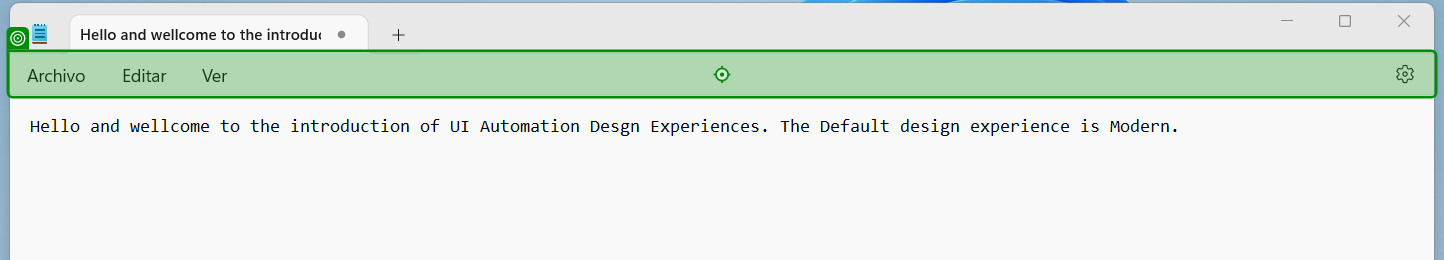 Hello and wellcome to the introdu
Archivo Editar Ver
Hello and wellcome to the introduction of UI Automation Desgn Experiences. The Default design experience is Modern.